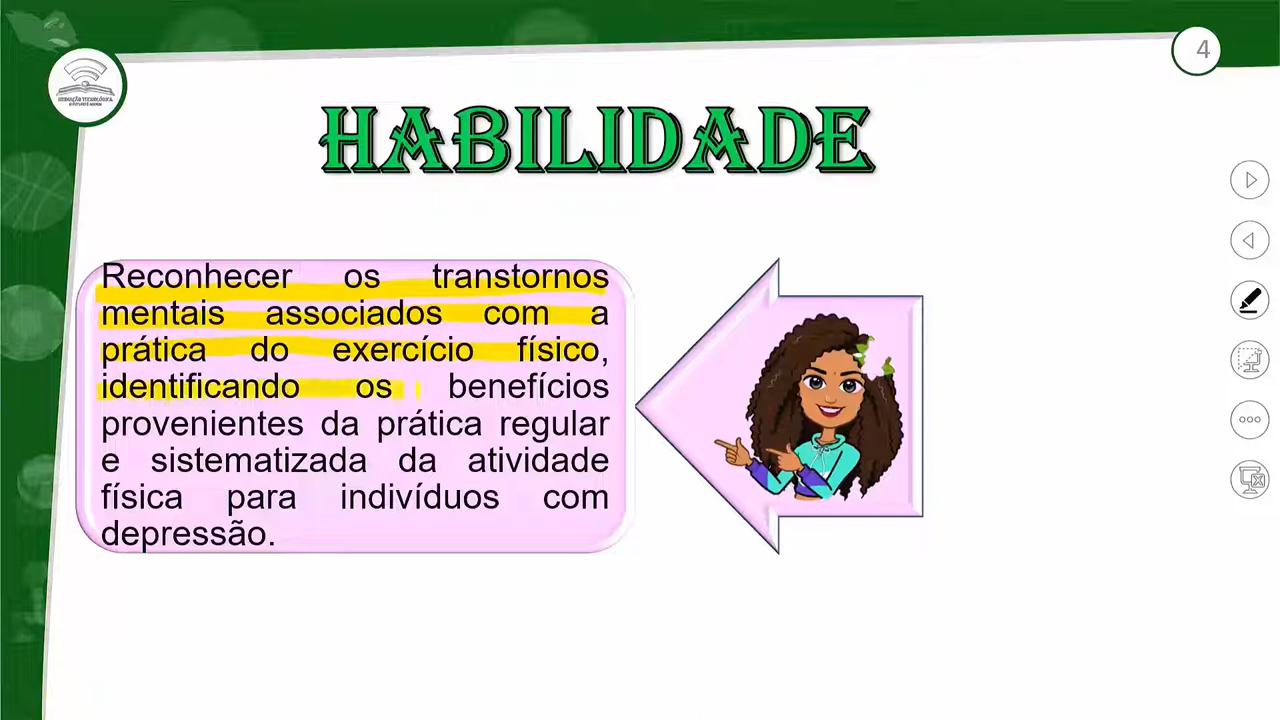 4
HABILIDADE
Reconhecer os transtornos
mentais associados com a
prática do exercício físico,
identificando os benefícios
provenientes da prática regular
e sistematizada da atividade
física para indivíduos com
depressão.